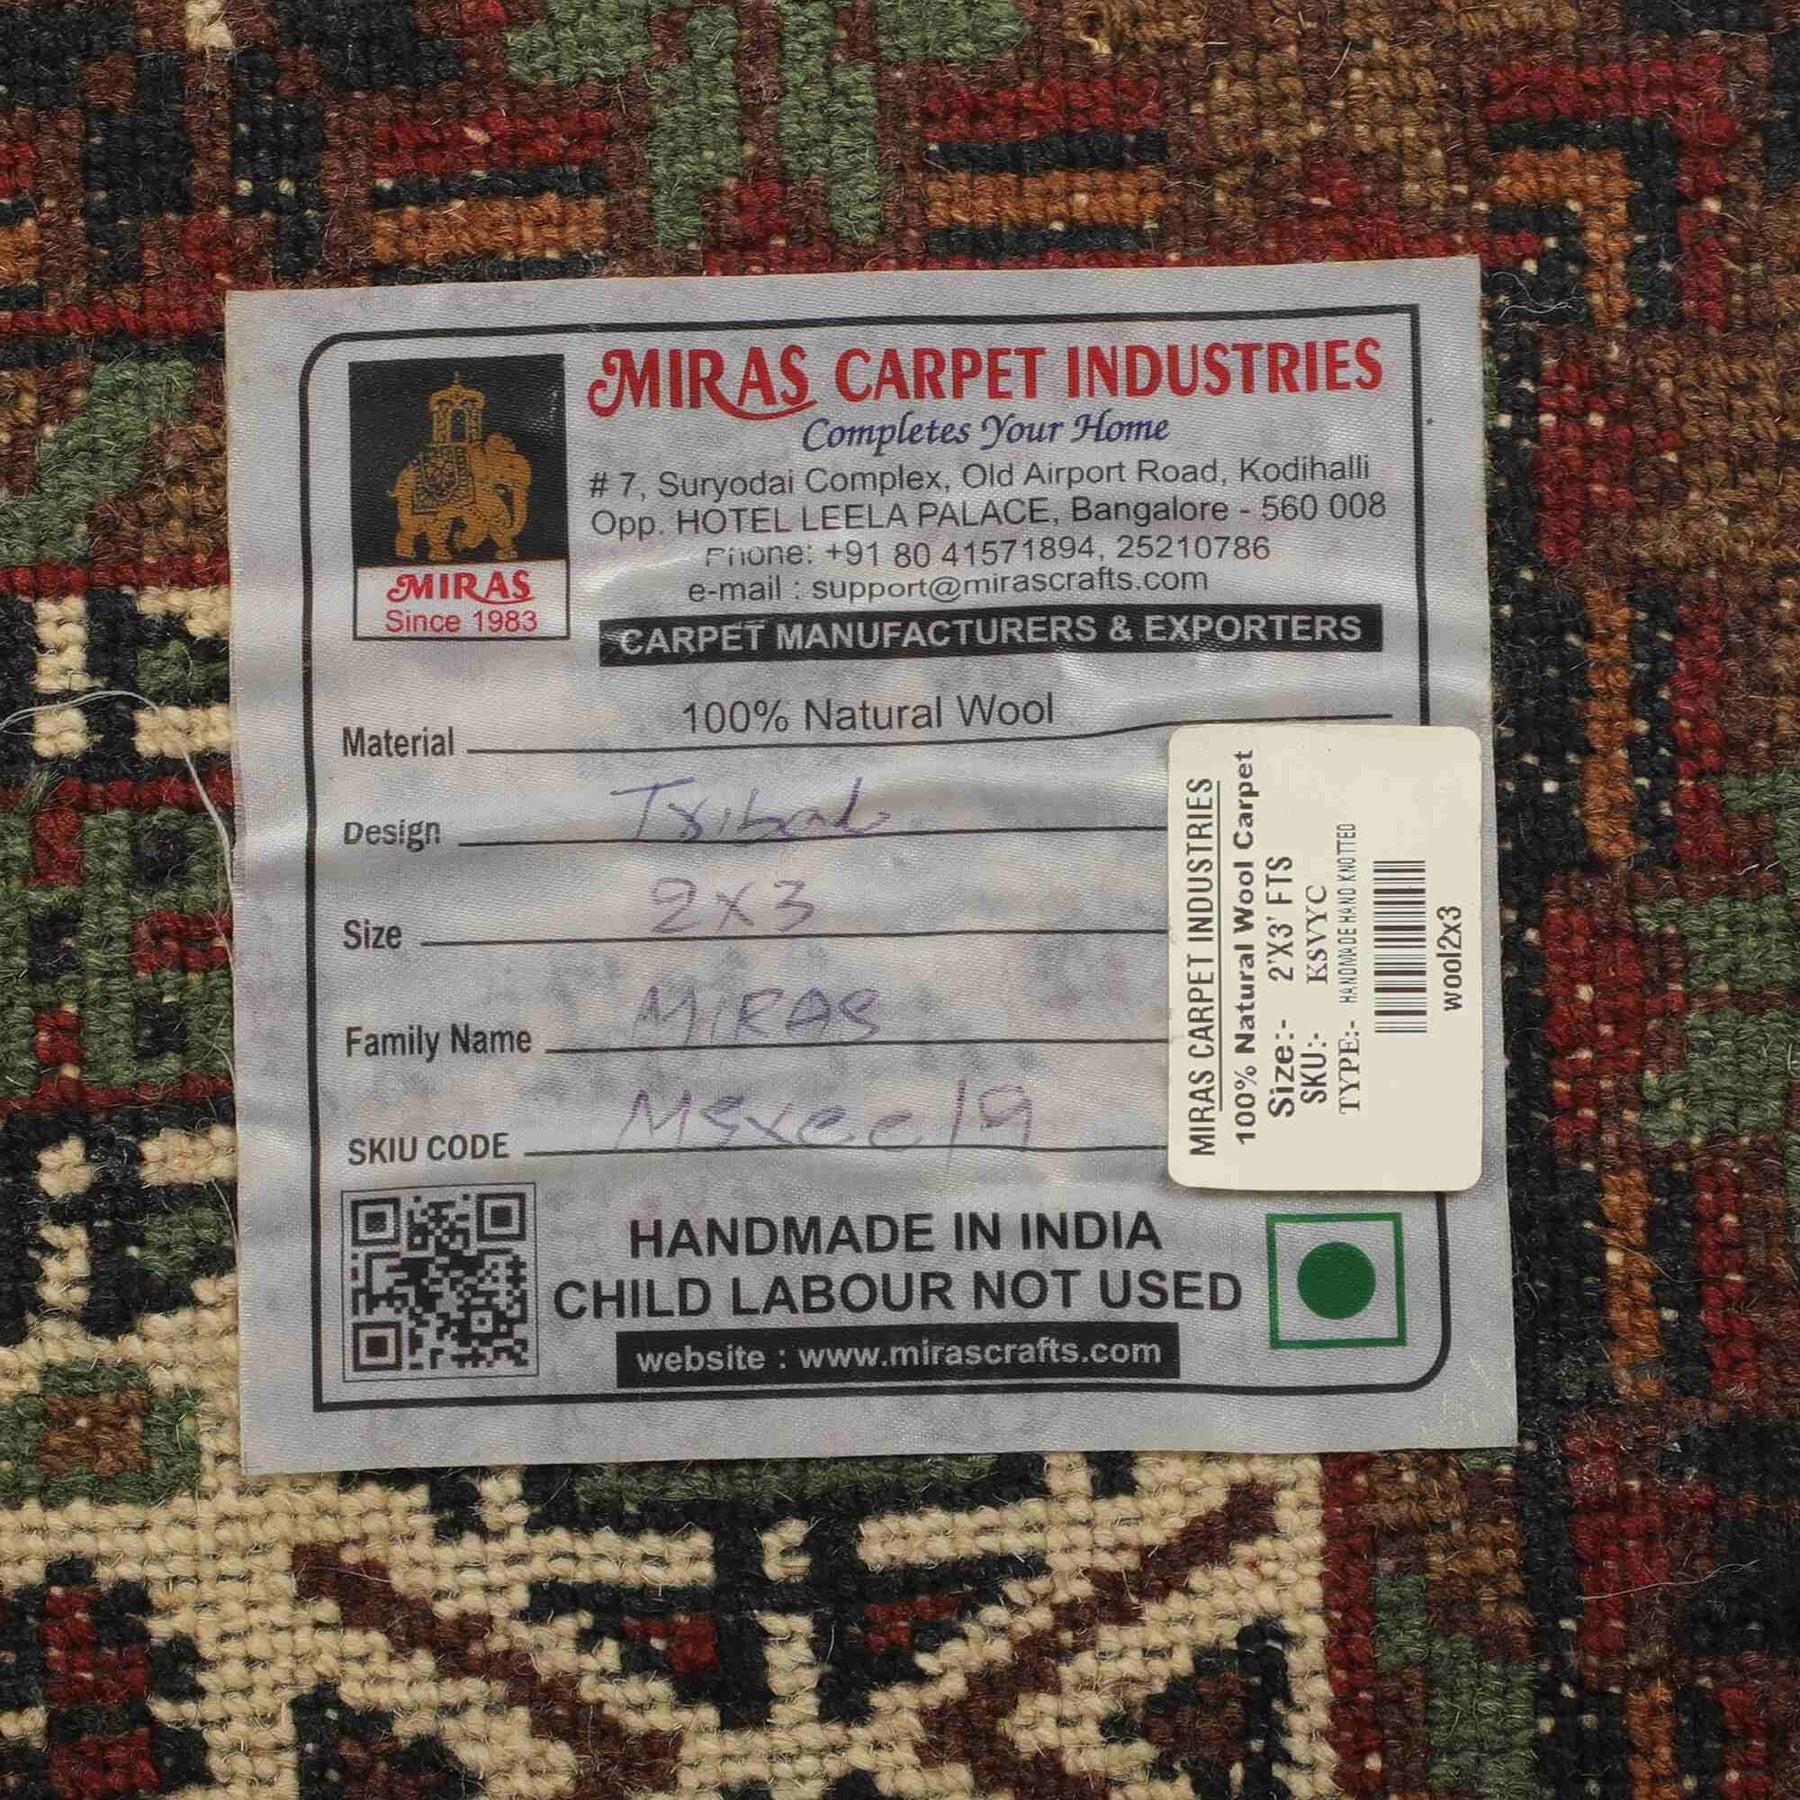 MIRAS CARPET INDUSTRIES
Completes Your Home
# 7, Suryodai Complex, Old Airport Road, Kodihalli
Opp. HOTEL LEELA PALACE, Bangalore - 560 008
Phone: +91 80 41571894, 25210786
e-mail : support@mirascrafts.com
CARPET MANUFACTURERS & EXPORTERS
MIRAS
Since 1983
Material 100% Natural Wool
Design Tribal
Size 2x3
Family Name MIRAS
SKIU CODE
HANDMADE IN INDIA
CHILD LABOUR NOT USED
website : www.mirascrafts.com
MIRAS CARPET INDUSTRIES
100% Natural Wool Carpet
Size:- 2'X3' FTS
SKU:- KSVYC
TYPE:- HANDMADE HAND KNOTTED
wool2x3